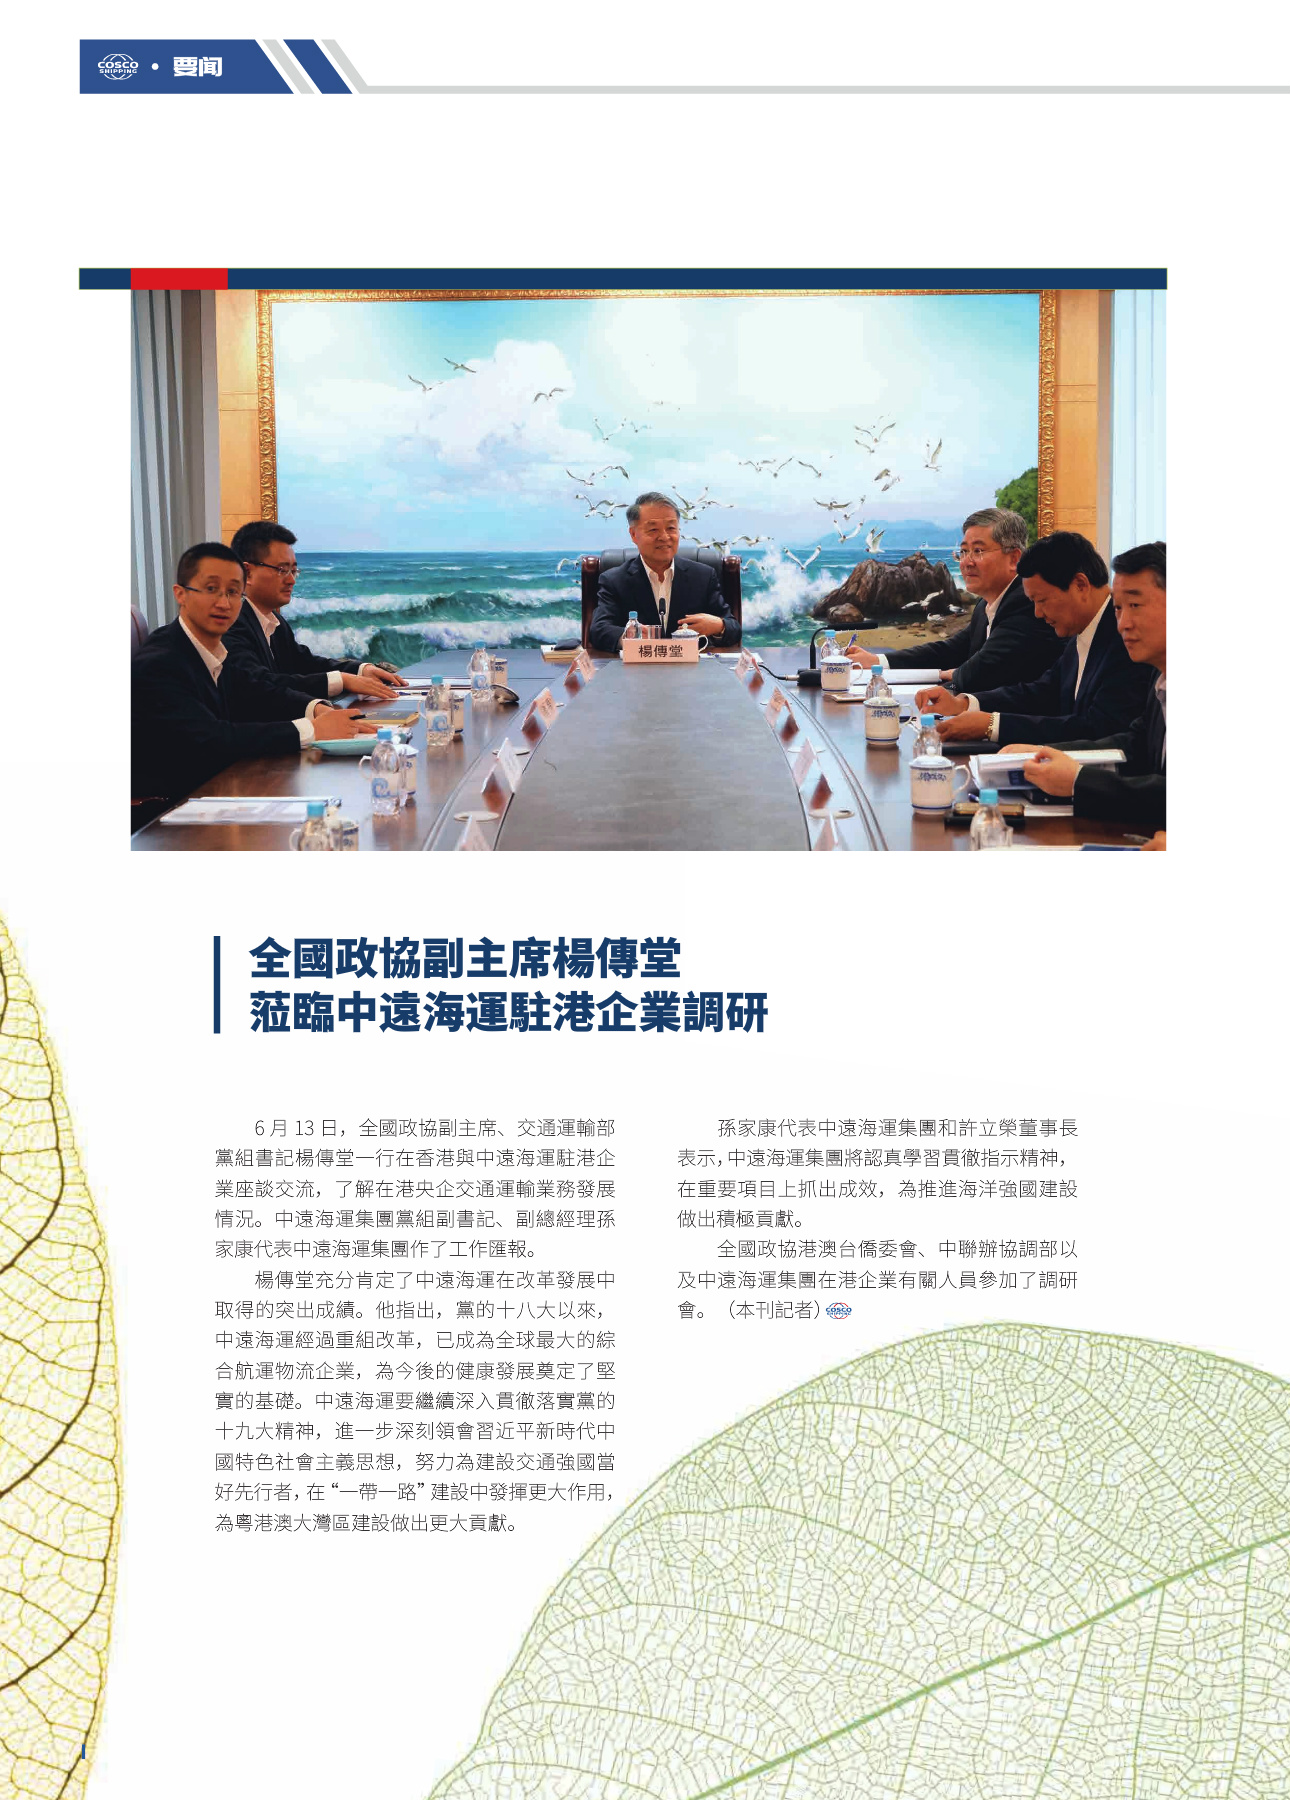 COSCO
SHIPPING
· 要闻
楊傳堂
全國政協副主席楊傳堂
蒞臨中遠海運駐港企業調研
6 月 13 日，全國政協副主席、交通運輸部
黨組書記楊傳堂一行在香港與中遠海運駐港企
業座談交流，了解在港央企交通運輸業務發展
情況。中遠海運集團黨組副書記、副總經理孫
家康代表中遠海運集團作了工作匯報。
楊傳堂充分肯定了中遠海運在改革發展中
取得的突出成績。他指出，黨的十八大以來，
中遠海運經過重組改革，已成為全球最大的綜
合航運物流企業，為今後的健康發展奠定了堅
實的基礎。中遠海運要繼續深入貫徹落實黨的
十九大精神，進一步深刻領會習近平新時代中
國特色社會主義思想，努力為建設交通強國當
好先行者，在“一帶一路”建設中發揮更大作用，
為粵港澳大灣區建設做出更大貢獻。
孫家康代表中遠海運集團和許立榮董事長
表示，中遠海運集團將認真學習貫徹指示精神，
在重要項目上抓出成效，為推進海洋強國建設
做出積極貢獻。
全國政協港澳台僑委會、中聯辦協調部以
及中遠海運集團在港企業有關人員參加了調研
會。（本刊記者）
COSCO
SHIPPING